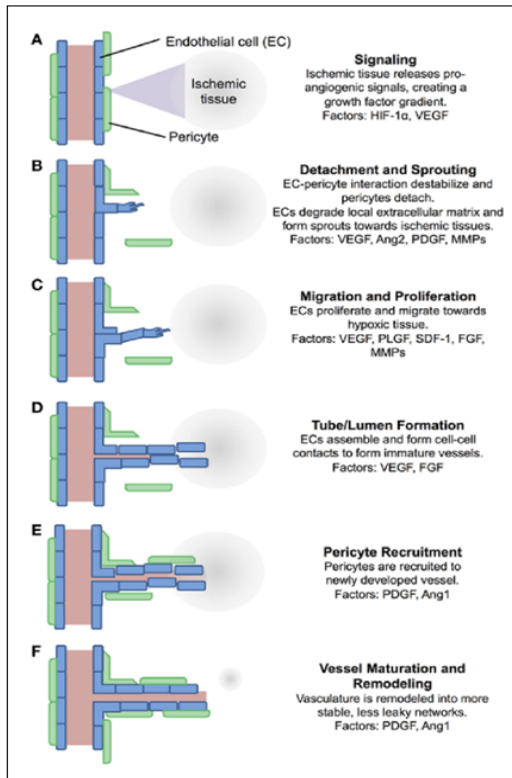 A
Endothelial cell (EC)
Ischemic
tissue
Pericyte
Signaling
Ischemic tissue releases pro-
angiogenic signals, creating a
growth factor gradient.
Factors: HIF-1α, VEGF
B
Detachment and Sprouting
EC-pericyte interaction destabilize and
pericytes detach.
ECs degrade local extracellular matrix and
form sprouts towards ischemic tissues.
Factors: VEGF, Ang2, PDGF, MMPs
C
Migration and Proliferation
ECs proliferate and migrate towards
hypoxic tissue.
Factors: VEGF, PLGF, SDF-1, FGF,
MMPs
D
Tube/Lumen Formation
ECs assemble and form cell-cell
contacts to form immature vessels.
Factors: VEGF, FGF
E
Pericyte Recruitment
Pericytes are recruited to
newly developed vessel.
Factors: PDGF, Ang1
F
Vessel Maturation and
Remodeling
Vasculature is remodeled into more
stable, less leaky networks.
Factors: PDGF, Ang1